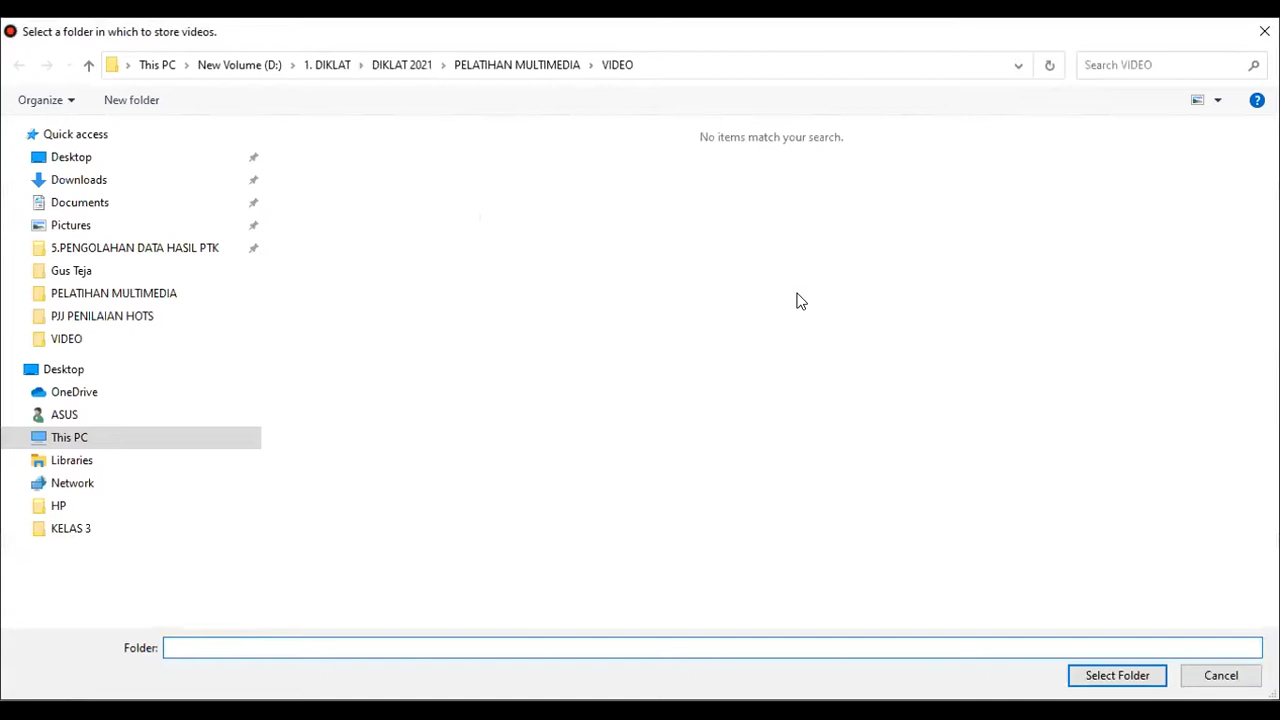 Select a folder in which to store videos.
This PC > New Volume (D:) > 1. DIKLAT > DIKLAT 2021 > PELATIHAN MULTIMEDIA > VIDEO
Search VIDEO
Organize
New folder
?
No items match your search.
Quick access
Desktop
Downloads
Documents
Pictures
5.PENGOLAHAN DATA HASIL PTK
Gus Teja
PELATIHAN MULTIMEDIA
PJJ PENILAIAN HOTS
VIDEO
Desktop
OneDrive
ASUS
This PC
Libraries
Network
HP
KELAS 3
Folder:
Select Folder
Cancel